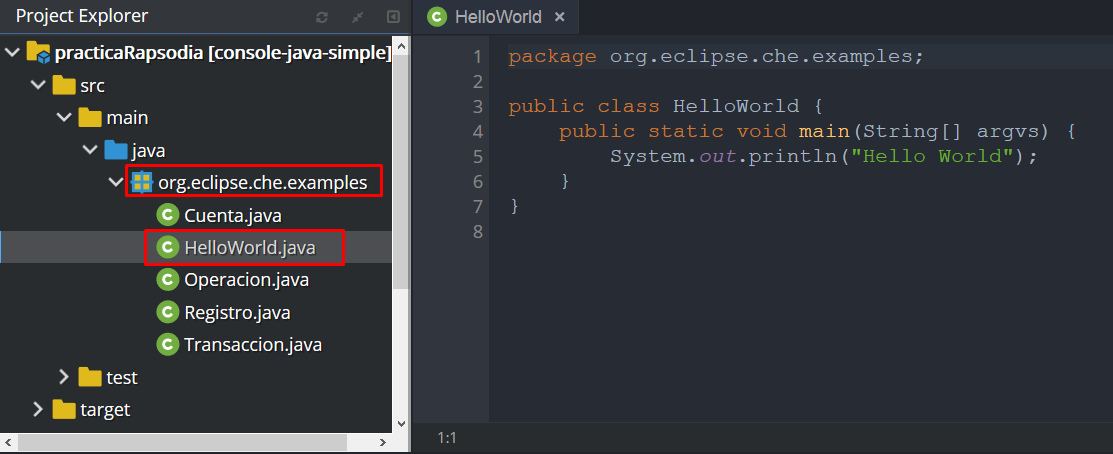 Project Explorer
practicaRapsodia [console-java-simple]
src
main
java
org.eclipse.che.examples
Cuenta.java
HelloWorld.java
Operacion.java
Registro.java
Transaccion.java
test
target
HelloWorld ×
1 package org.eclipse.che.examples;
2
3 public class HelloWorld {
4     public static void main(String[] argvs) {
5         System.out.println("Hello World");
6     }
7 }
8
1:1